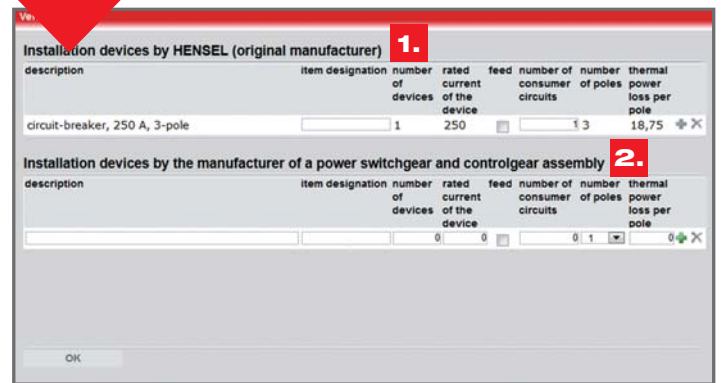 Installation devices by HENSEL (original manufacturer) 1.
description item designation number of devices rated current of the device feed number of consumer circuits number of poles thermal power loss per pole
circuit-breaker, 250 A, 3-pole 1 250 1 3 18,75
Installation devices by the manufacturer of a power switchgear and controlgear assembly 2.
description item designation number of devices rated current of the device feed number of consumer circuits number of poles thermal power loss per pole
0 0 0 1 0
OK